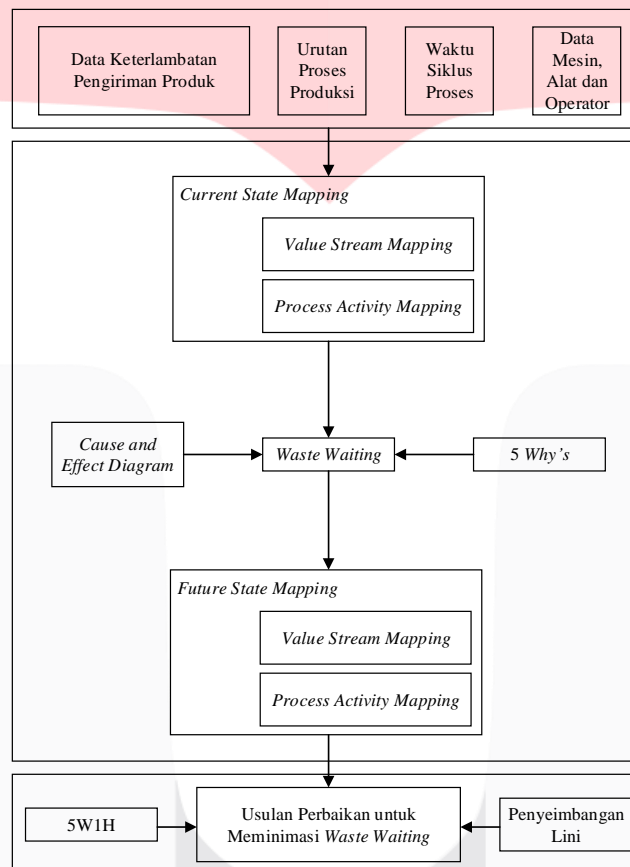 Data Keterlambatan
Pengiriman Produk
Urutan
Proses
Produksi
Waktu
Siklus
Proses
Data
Mesin,
Alat dan
Operator
Current State Mapping
Value Stream Mapping
Process Activity Mapping
Cause and
Effect Diagram
Waste Waiting
5 Why's
Future State Mapping
Value Stream Mapping
Process Activity Mapping
5W1H
Usulan Perbaikan untuk
Meminimasi Waste Waiting
Penyeimbangan
Lini